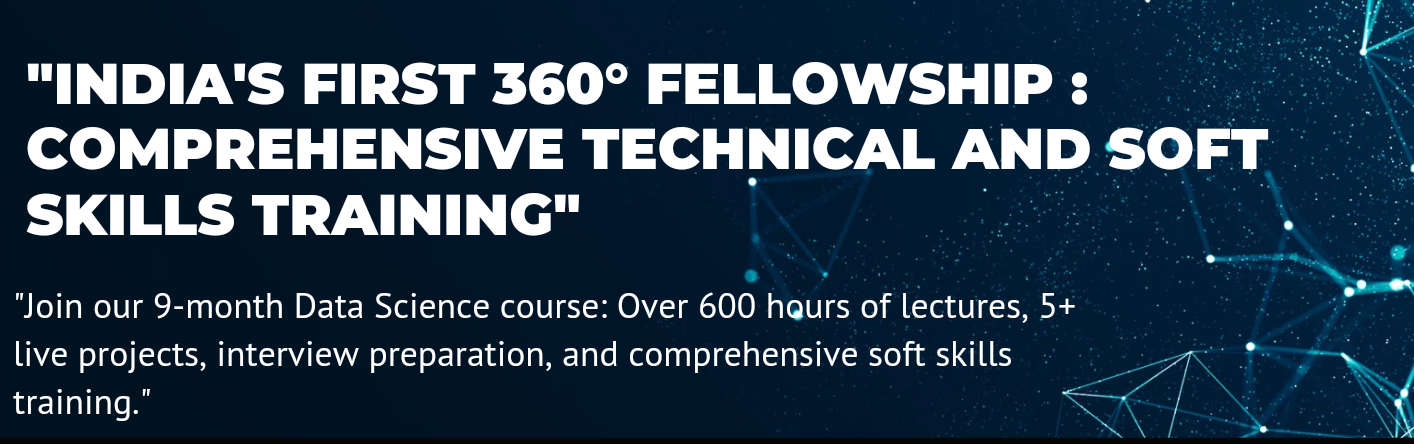 "INDIA'S FIRST 360° FELLOWSHIP :
COMPREHENSIVE TECHNICAL AND SOFT
SKILLS TRAINING"
"Join our 9-month Data Science course: Over 600 hours of lectures, 5+
live projects, interview preparation, and comprehensive soft skills
training."